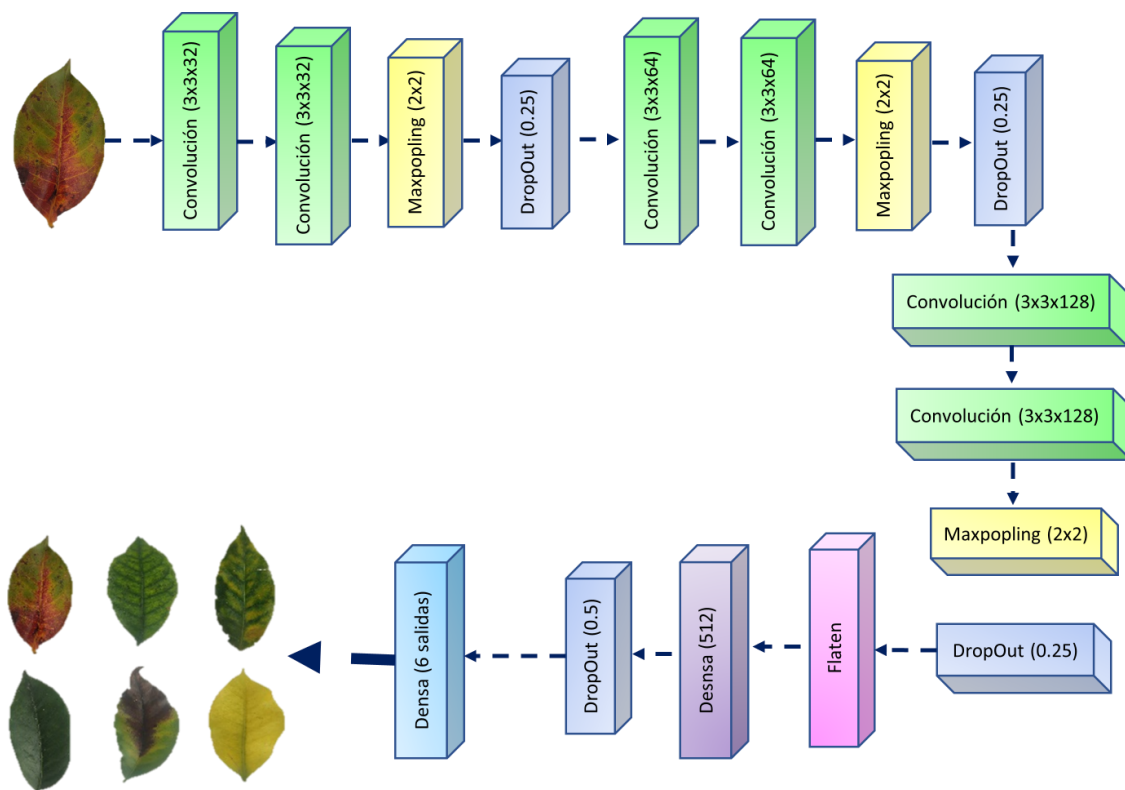 Convolución (3x3x32)
Convolución (3x3x32)
Maxpopling (2x2)
DropOut (0.25)
Convolución (3x3x64)
Convolución (3x3x64)
Maxpopling (2x2)
DropOut (0.25)
Convolución (3x3x128)
Convolución (3x3x128)
Maxpopling (2x2)
DropOut (0.25)
Flaten
Desnsa (512)
DropOut (0.5)
Densa (6 salidas)